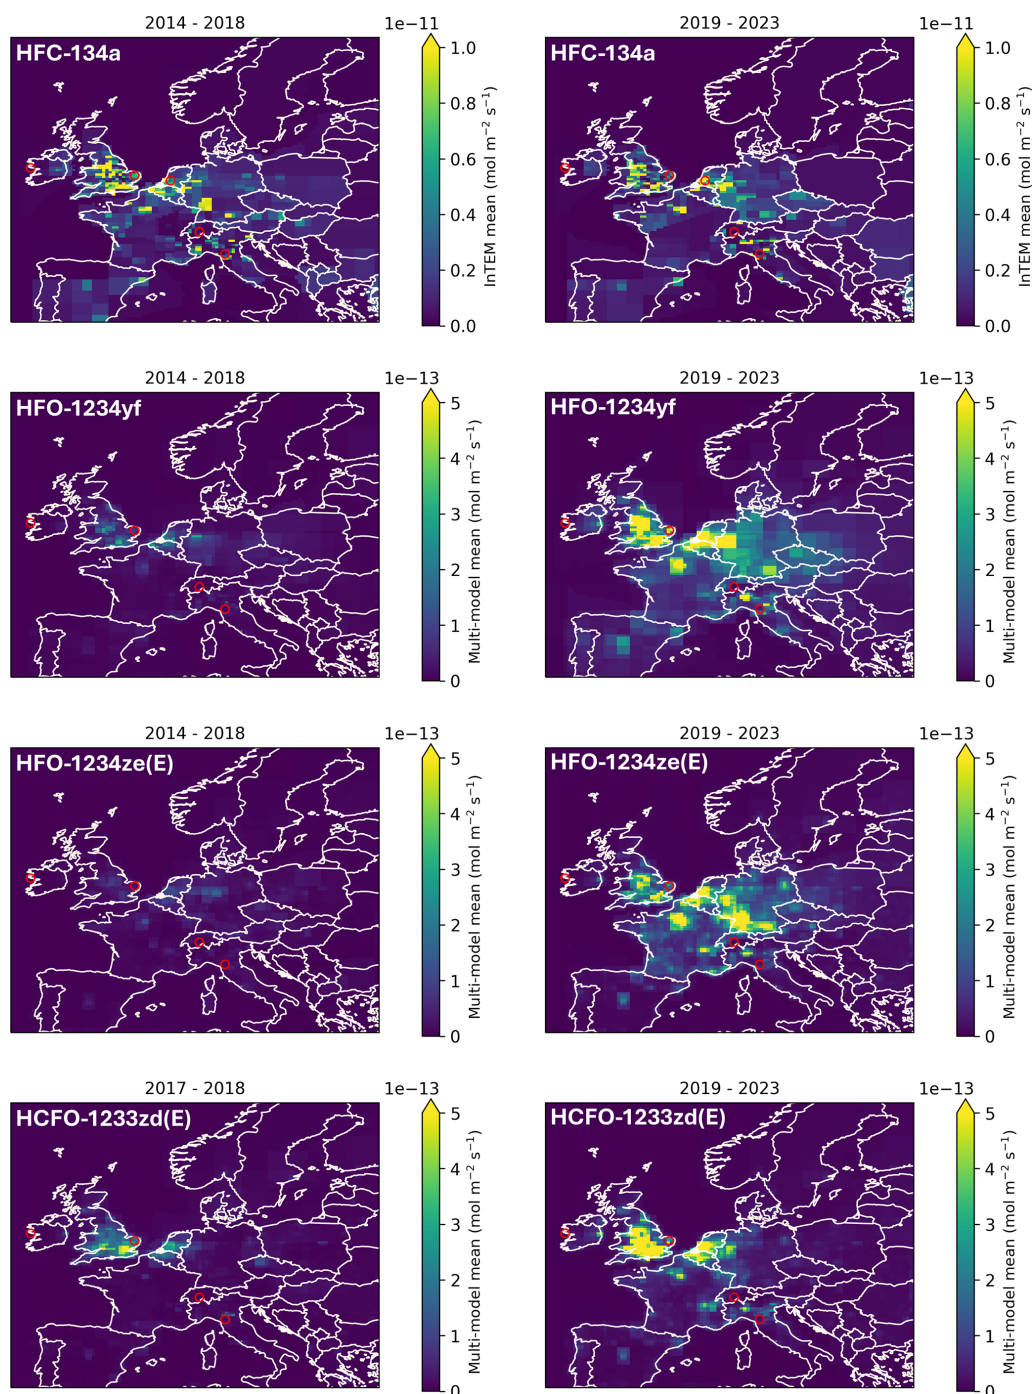 2014 - 2018
1e−11
2019 - 2023
1e−11
HFC-134a
1.0
0.8
0.6
0.4
0.2
0.0
InTEM mean (mol m−2 s−1)
HFC-134a
1.0
0.8
0.6
0.4
0.2
0.0
InTEM mean (mol m−2 s−1)
2014 - 2018
1e−13
2019 - 2023
1e−13
HFO-1234yf
5
4
3
2
1
0
Multi-model mean (mol m−2 s−1)
HFO-1234yf
5
4
3
2
1
0
Multi-model mean (mol m−2 s−1)
2014 - 2018
1e−13
2019 - 2023
1e−13
HFO-1234ze(E)
5
4
3
2
1
0
Multi-model mean (mol m−2 s−1)
HFO-1234ze(E)
5
4
3
2
1
0
Multi-model mean (mol m−2 s−1)
2017 - 2018
1e−13
2019 - 2023
1e−13
HCFO-1233zd(E)
5
4
3
2
1
0
Multi-model mean (mol m−2 s−1)
HCFO-1233zd(E)
5
4
3
2
1
0
Multi-model mean (mol m−2 s−1)